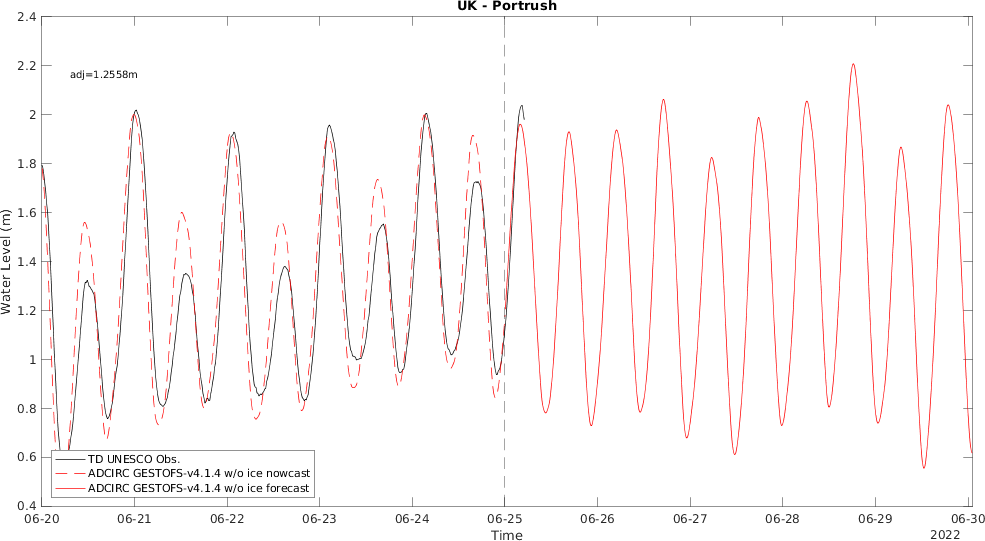 UK - Portrush
2.4
2.2
2
1.8
1.6
1.4
1.2
1
0.8
0.6
0.4
Water Level (m)
adj=1.2558m
TD UNESCO Obs.
ADCIRC GESTOFS-v4.1.4 w/o ice nowcast
ADCIRC GESTOFS-v4.1.4 w/o ice forecast
06-20 06-21 06-22 06-23 06-24 06-25 06-26 06-27 06-28 06-29 06-30
Time
2022